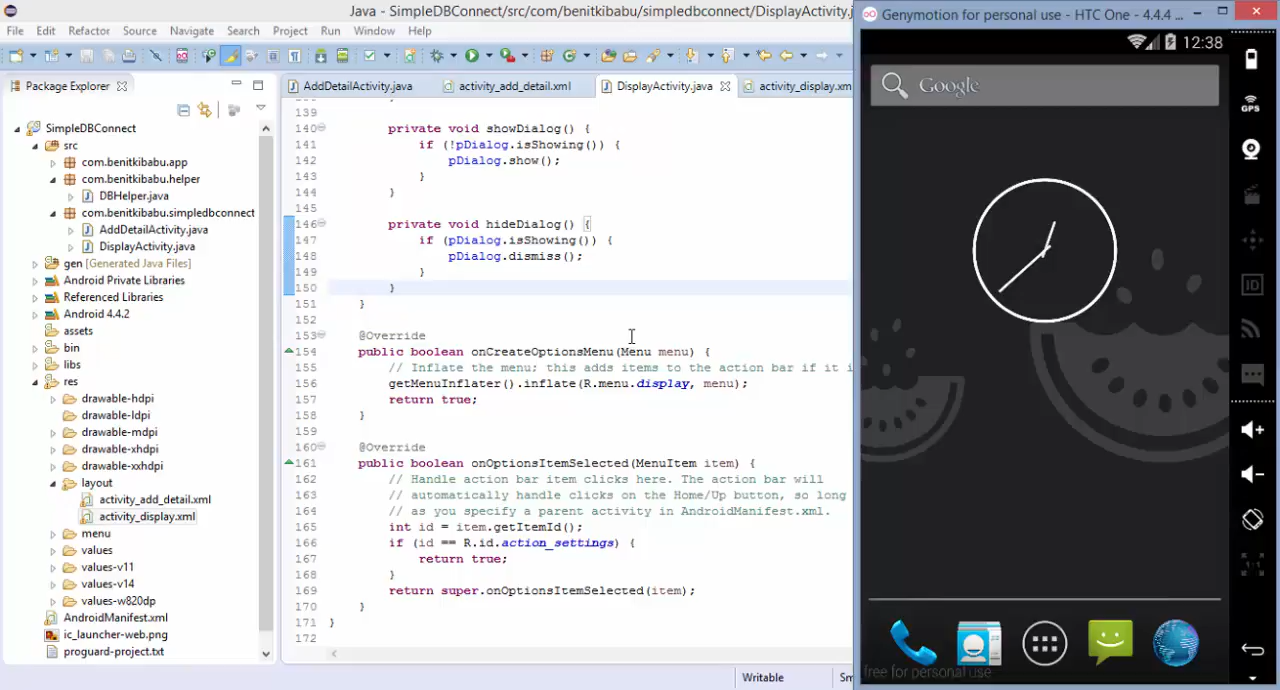 Java - SimpleDBConnect/src/com/benitkibabu/simpledbconnect/DisplayActivity.j
File Edit Refactor Source Navigate Search Project Run Window Help
Package Explorer
SimpleDBConnect
src
com.benitkibabu.app
com.benitkibabu.helper
DBHelper.java
com.benitkibabu.simpledbconnect
AddDetailActivity.java
DisplayActivity.java
gen [Generated Java Files]
Android Private Libraries
Referenced Libraries
Android 4.4.2
assets
bin
libs
res
drawable-hdpi
drawable-ldpi
drawable-mdpi
drawable-xhdpi
drawable-xxhdpi
layout
activity_add_detail.xml
activity_display.xml
menu
values
values-v11
values-v14
values-w820dp
AndroidManifest.xml
ic_launcher-web.png
proguard-project.txt
AddDetailActivity.java activity_add_detail.xml DisplayActivity.java activity_display.xm
139
140 private void showDialog() {
141 if (!pDialog.isShowing()) {
142 pDialog.show();
143 }
144 }
145
146 private void hideDialog() {
147 if (pDialog.isShowing()) {
148 pDialog.dismiss();
149 }
150 }
151 }
152
153 @Override
154 public boolean onCreateOptionsMenu(Menu menu) {
155 // Inflate the menu; this adds items to the action bar if it i
156 getMenuInflater().inflate(R.menu.display, menu);
157 return true;
158 }
159
160 @Override
161 public boolean onOptionsItemSelected(MenuItem item) {
162 // Handle action bar item clicks here. The action bar will
163 // automatically handle clicks on the Home/Up button, so long
164 // as you specify a parent activity in AndroidManifest.xml.
165 int id = item.getItemId();
166 if (id == R.id.action_settings) {
167 return true;
168 }
169 return super.onOptionsItemSelected(item);
170 }
171 }
172
Writable Sm
Genymotion for personal use - HTC One - 4.4.4 ...
12:38
Google
GPS
ID
1:1
free for personal use